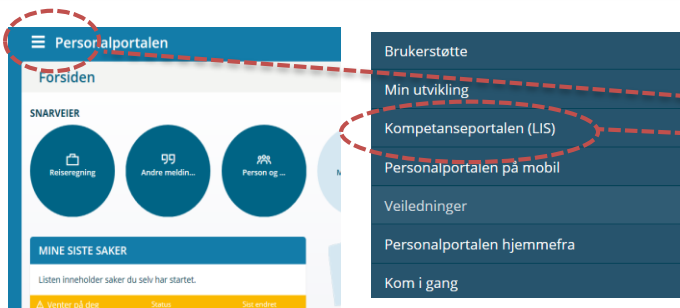 Personalportalen
Forsiden
SNARVEIER
Reiseregning
Andre meldin...
Person og ...
MINE SISTE SAKER
Listen inneholder saker du selv har startet.
Venter på deg Status Sist endret
Brukerstøtte
Min utvikling
Kompetanseportalen (LIS)
Personalportalen på mobil
Veiledninger
Personalportalen hjemmefra
Kom i gang